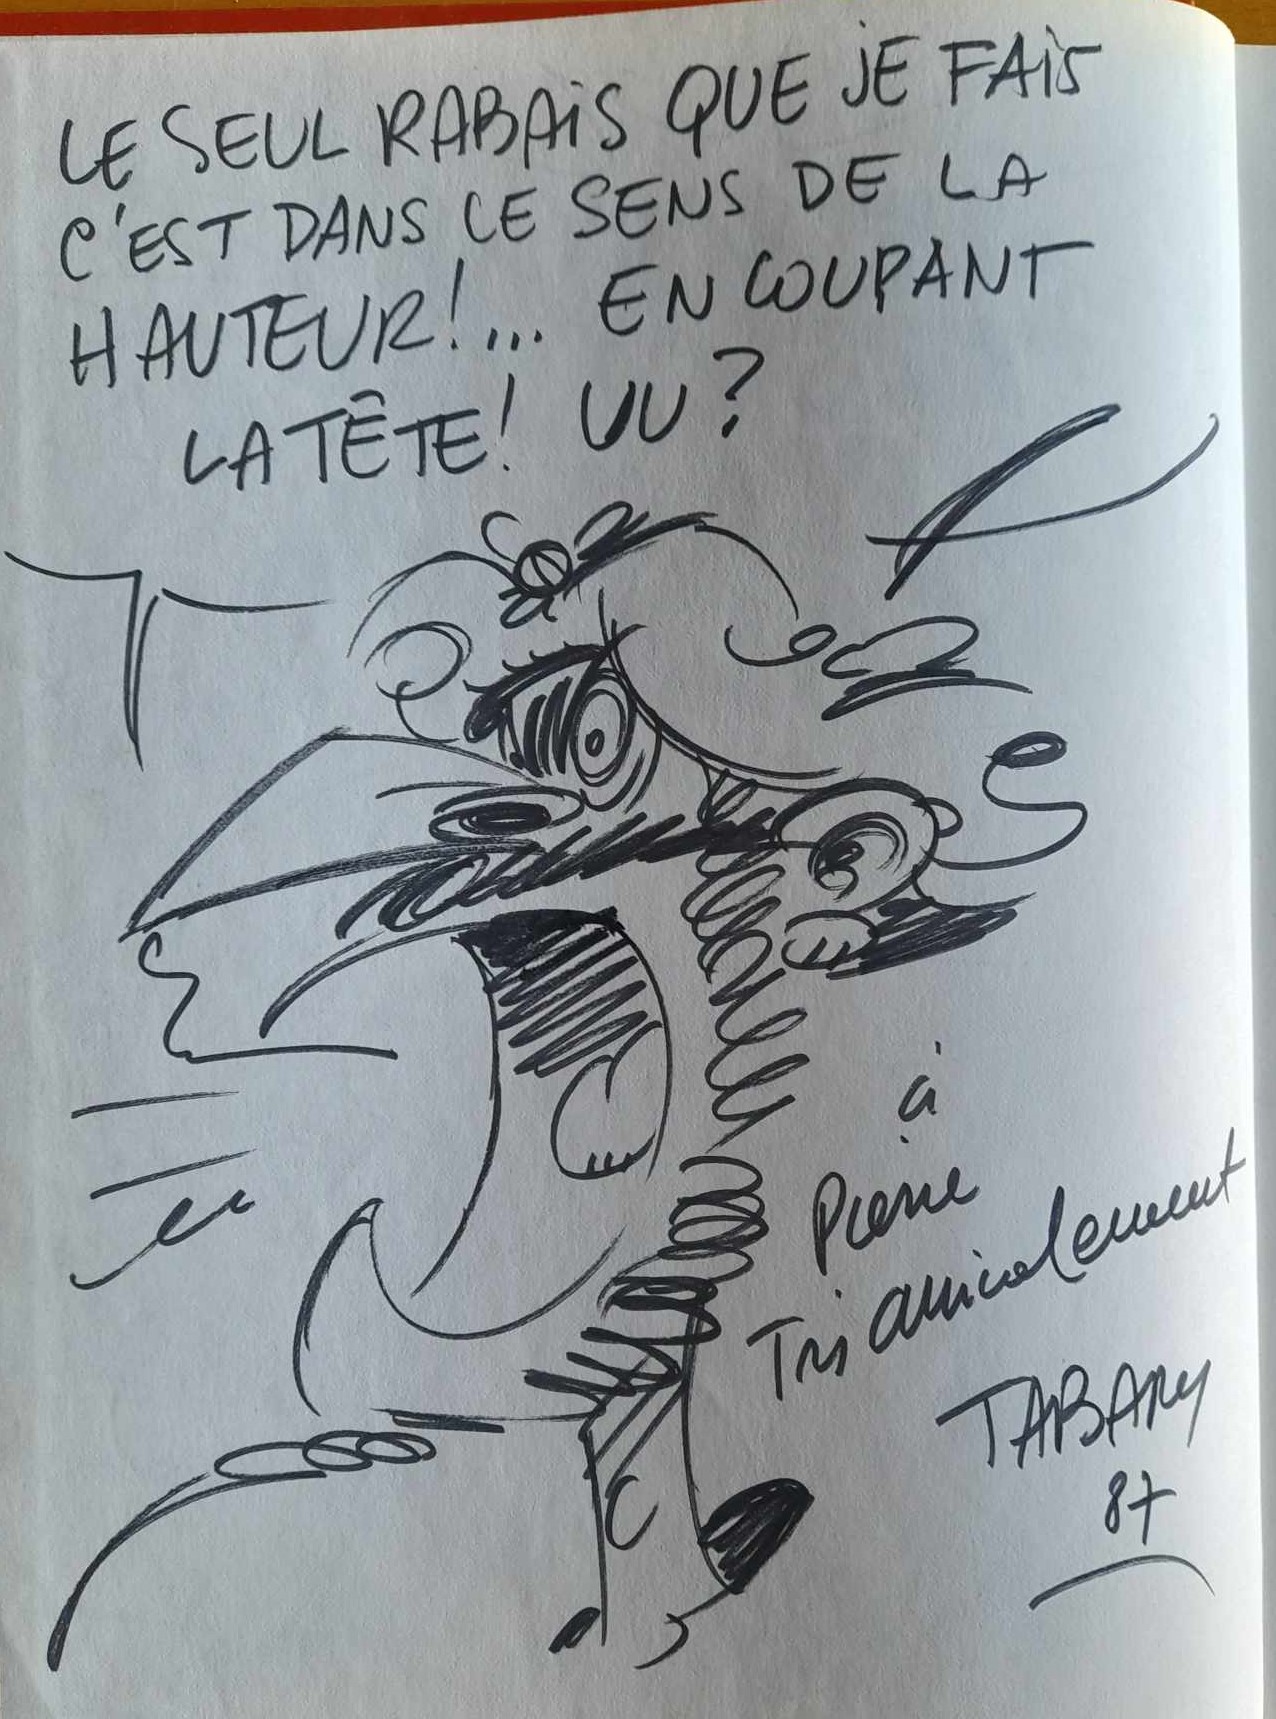 LE SEUL RABAIS QUE JE FAIS
C'EST DANS LE SENS DE LA
HAUTEUR!... EN COUPANT
LA TÊTE! VU?
à
Pierre
Très amicalement
TABARY
87